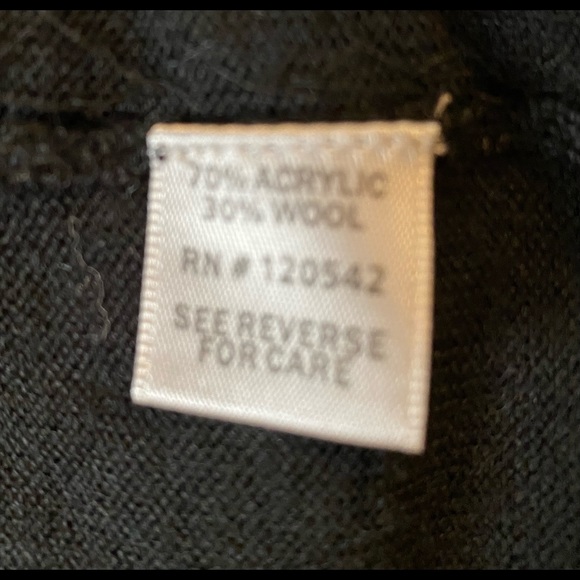 70% ACRYLIC
30% WOOL
RN # 120542
SEE REVERSE
FOR CARE